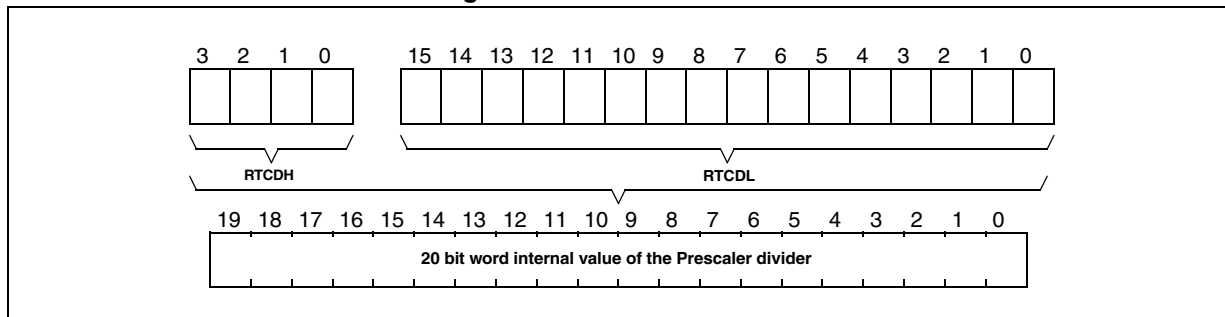 3 2 1 0 15 14 13 12 11 10 9 8 7 6 5 4 3 2 1 0
RTCDH RTCDL
19 18 17 16 15 14 13 12 11 10 9 8 7 6 5 4 3 2 1 0
20 bit word internal value of the Prescaler divider